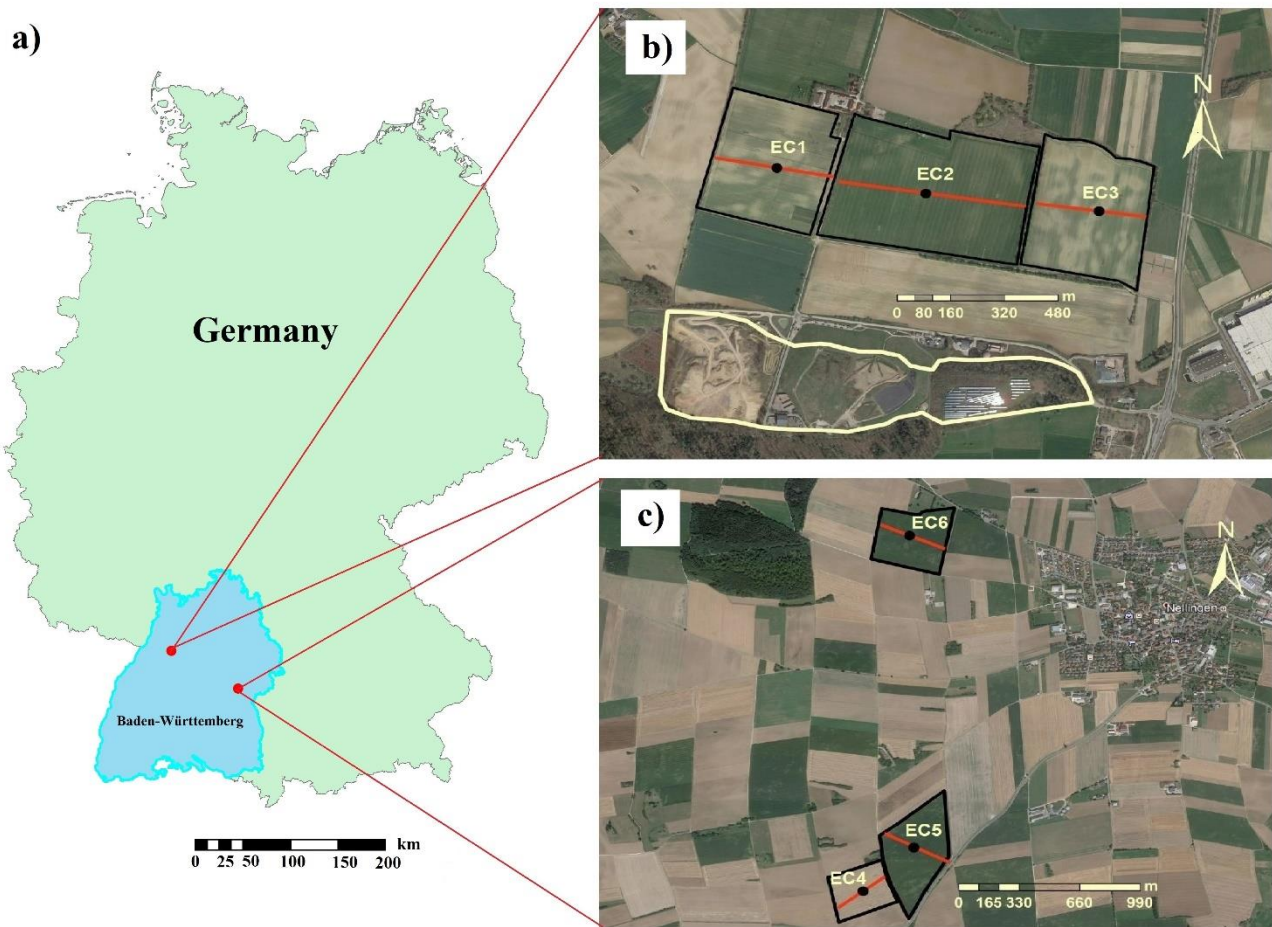 a)
Germany
Baden-Württemberg
km
0 25 50 100 150 200
b)
N
EC1
EC2
EC3
m
0 80 160 320 480
c)
N
EC6
Nellingen
EC5
EC4
m
0 165 330 660 990